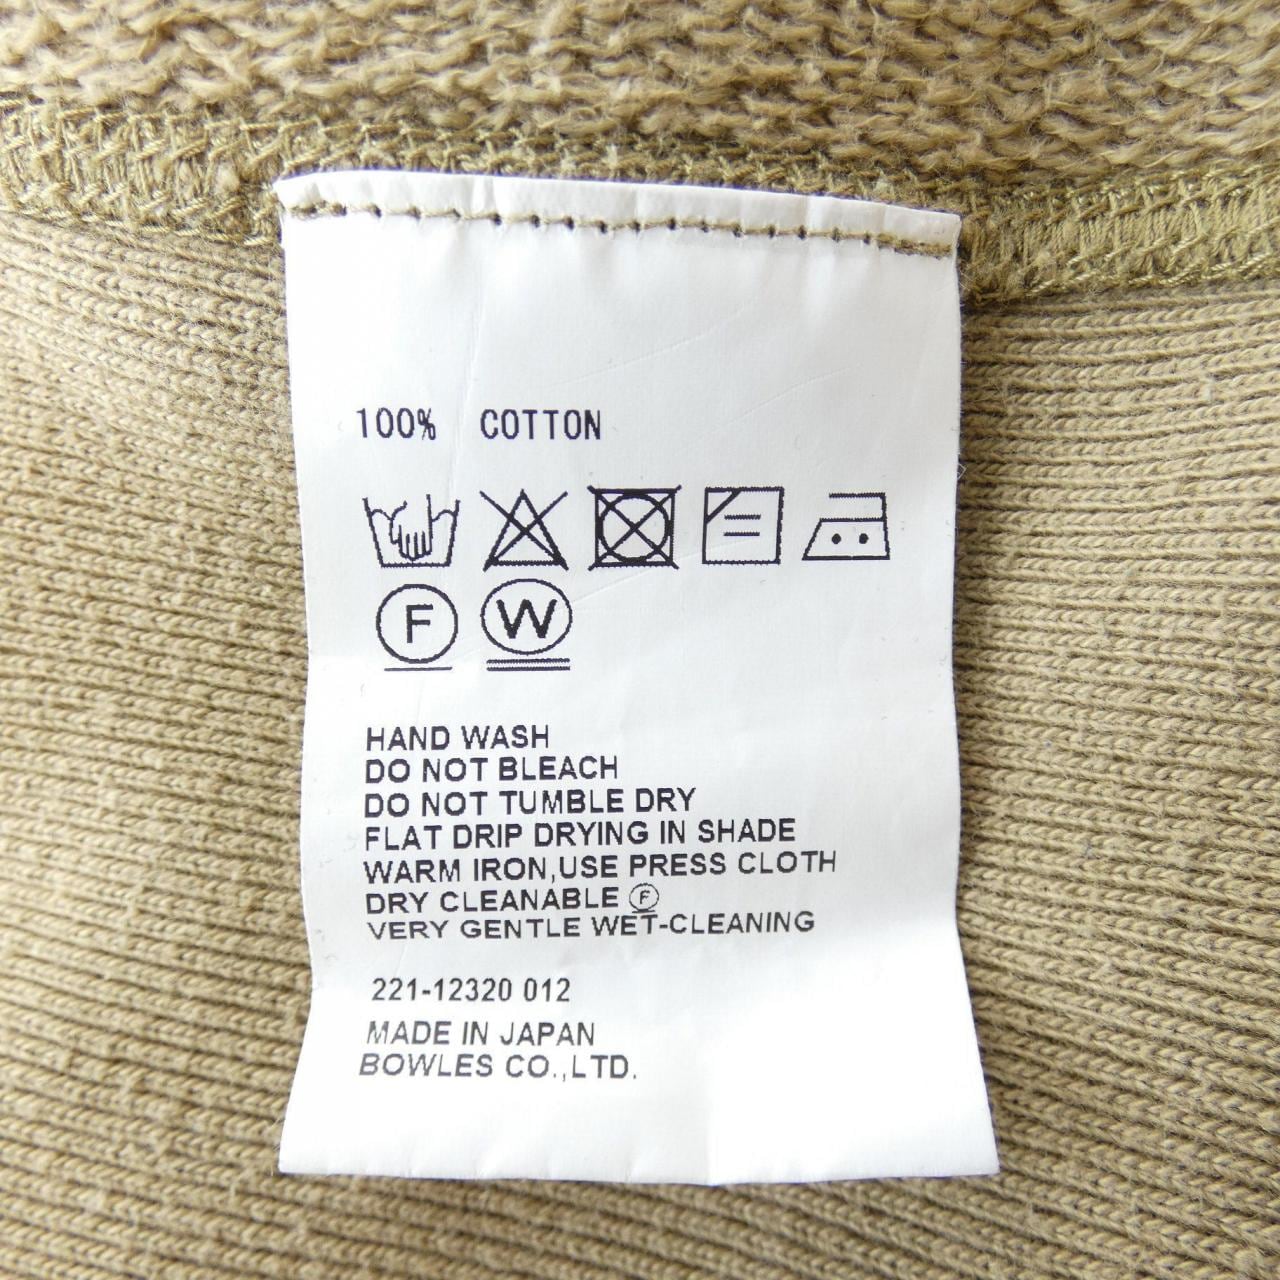 100% COTTON
F W
HAND WASH
DO NOT BLEACH
DO NOT TUMBLE DRY
FLAT DRIP DRYING IN SHADE
WARM IRON,USE PRESS CLOTH
DRY CLEANABLE Ⓕ
VERY GENTLE WET-CLEANING
221-12320 012
MADE IN JAPAN
BOWLES CO.,LTD.